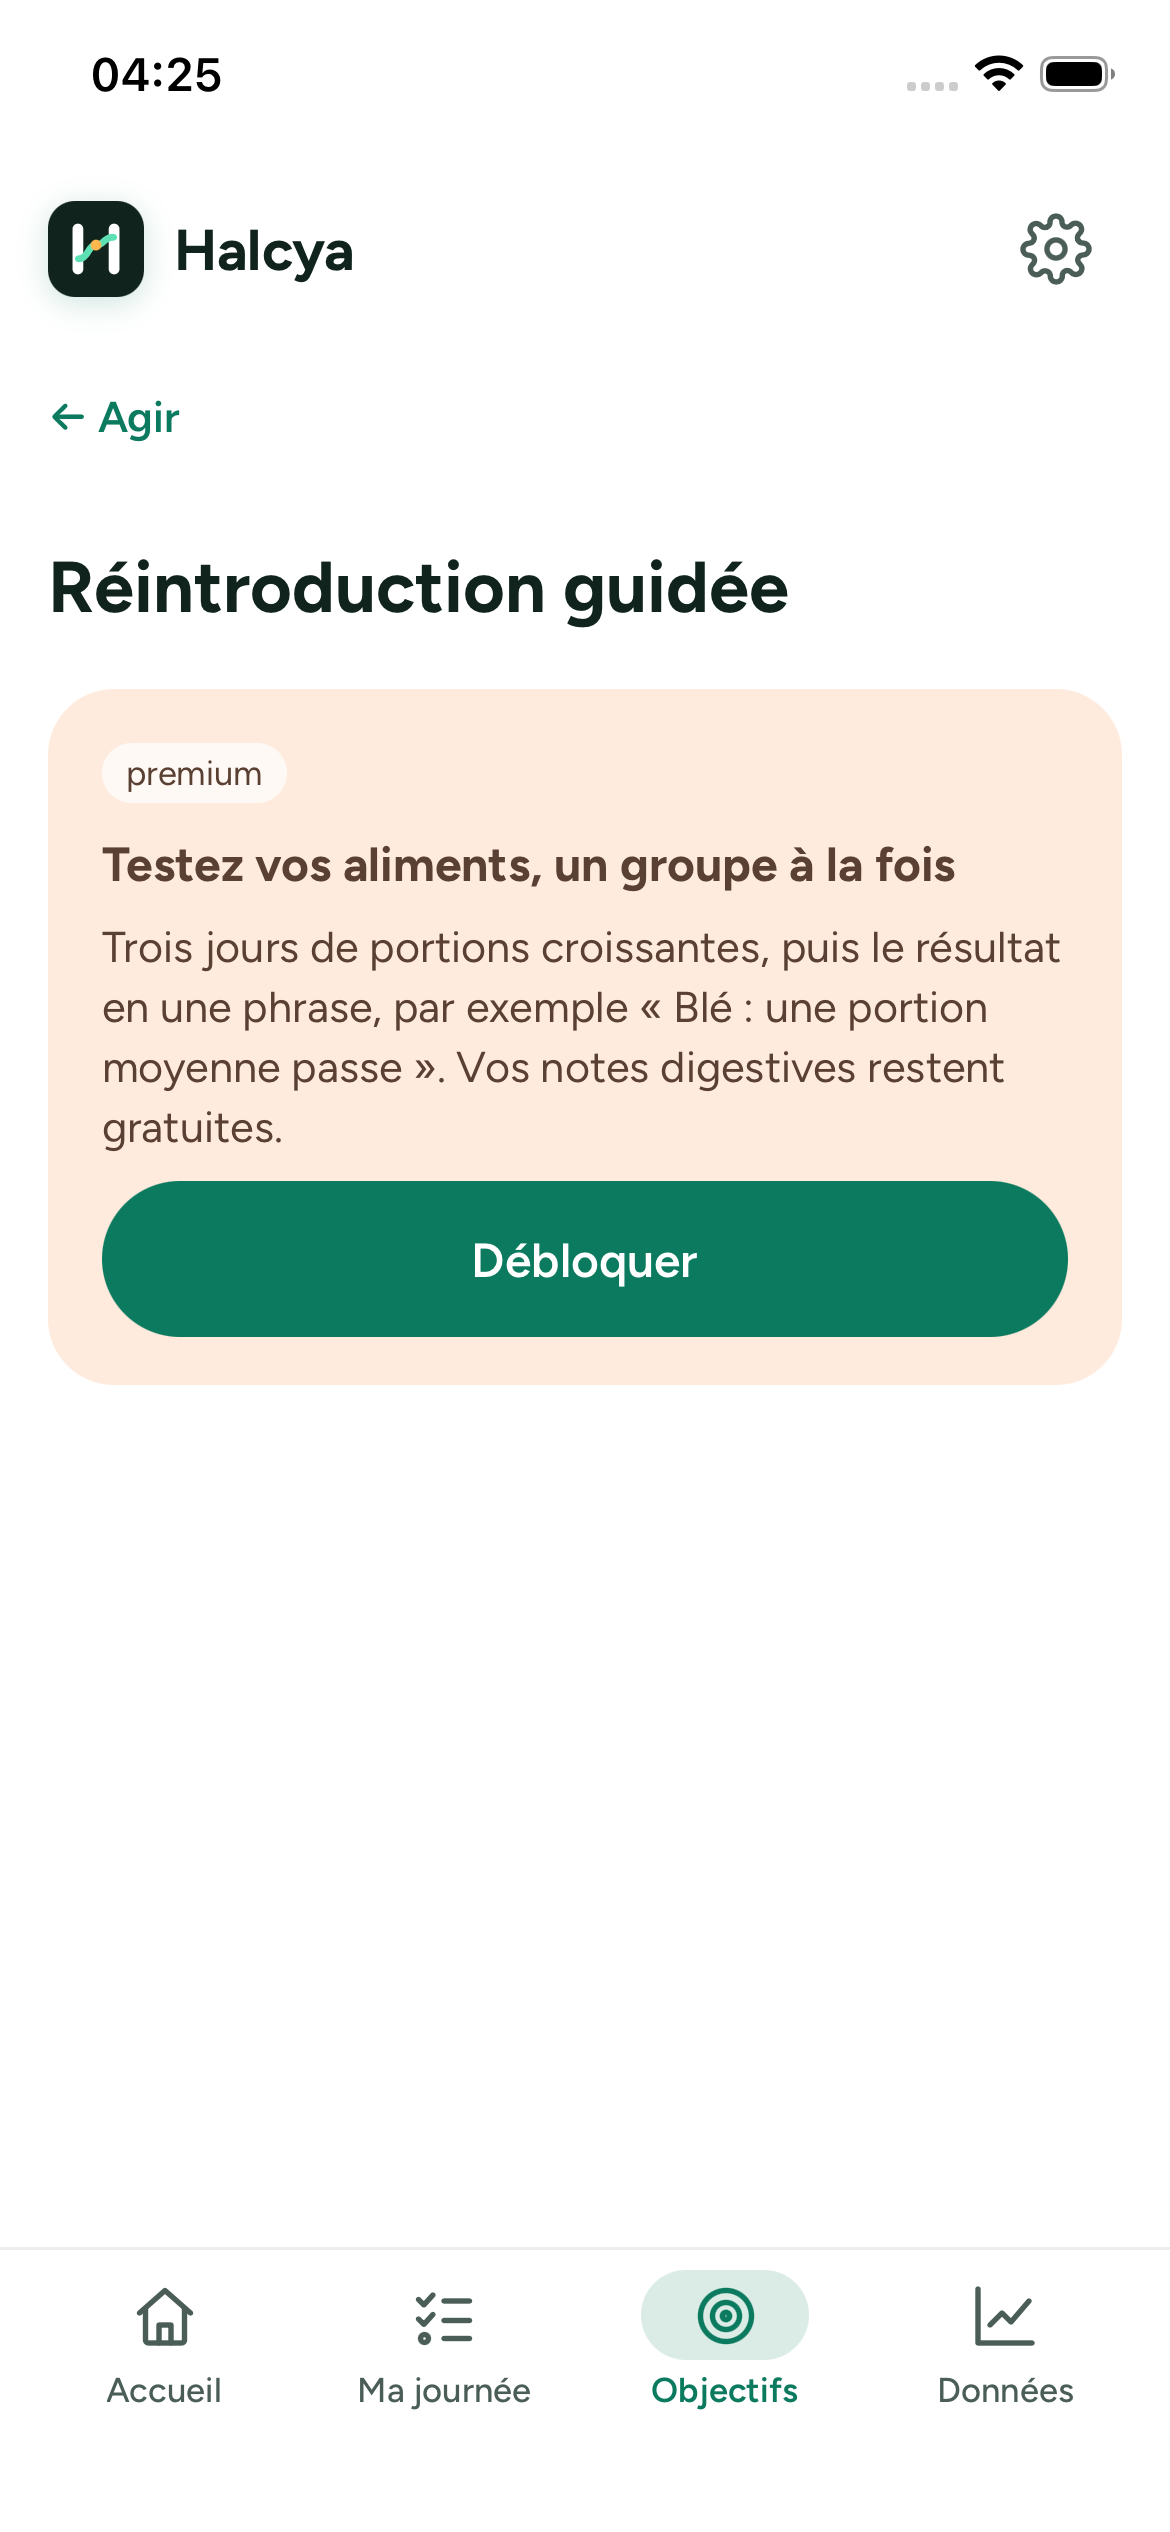 04:25
Halcya
← Agir
Réintroduction guidée
premium
Testez vos aliments, un groupe à la fois
Trois jours de portions croissantes, puis le résultat
en une phrase, par exemple « Blé : une portion
moyenne passe ». Vos notes digestives restent
gratuites.
Débloquer
Accueil
Ma journée
Objectifs
Données